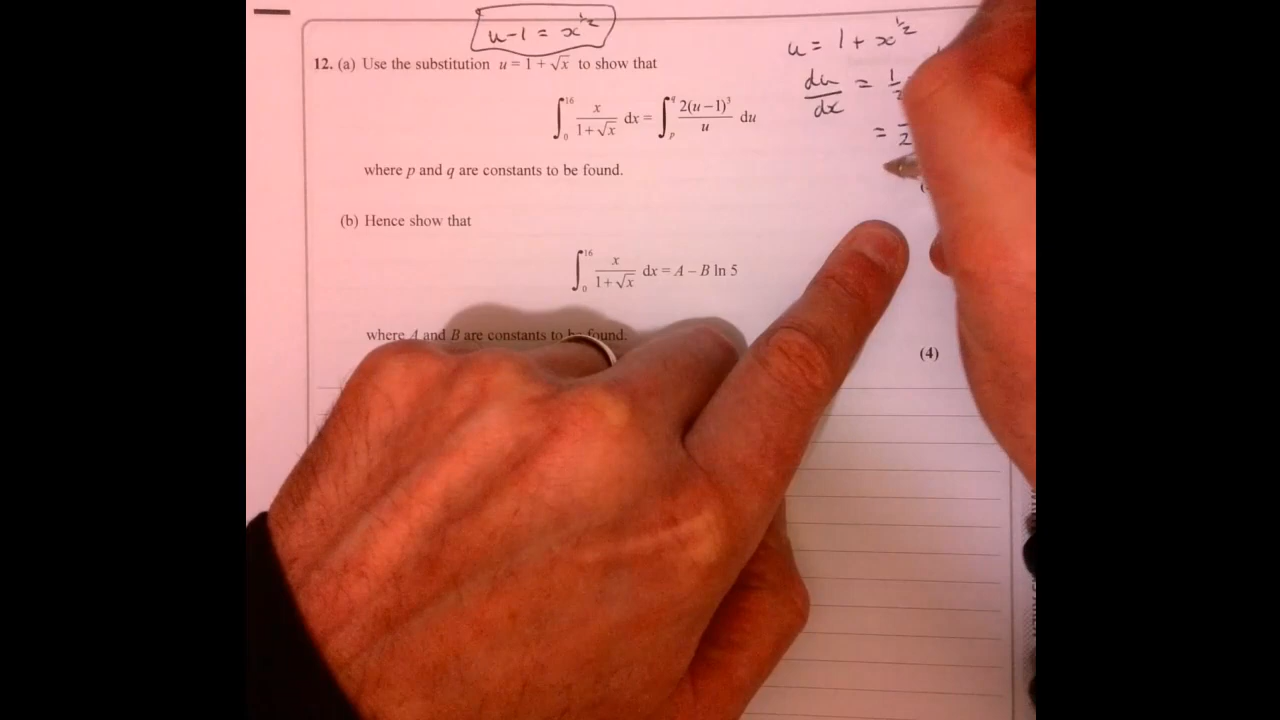 u-1 = x^½
u = 1 + x^½
12. (a) Use the substitution u = 1 + √x to show that
du/dx = ½
=
∫₀¹⁶ x/(1+√x) dx = ∫ₚ^q 2(u–1)³/u du
where p and q are constants to be found.
(b) Hence show that
∫₀¹⁶ x/(1+√x) dx = A – B ln 5
where A and B are constants to be found.
(4)